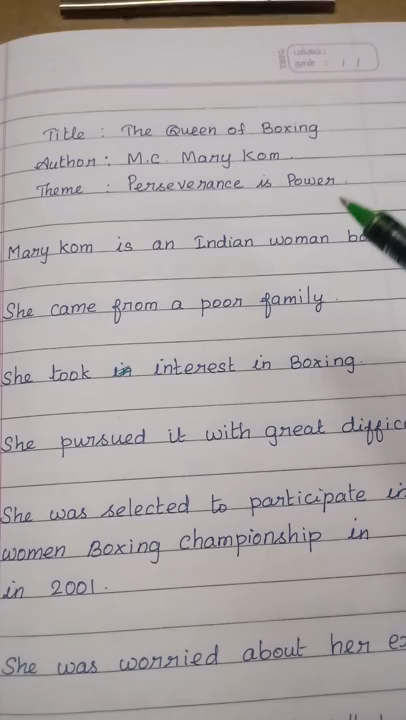 Title : The Queen of Boxing
Author : M.C. Mary Kom.
Theme : Perseverance is Power.
Mary Kom is an Indian woman
She came from a poor family.
She took interest in Boxing.
She pursued it with great
She was selected to participate
women Boxing championship in
in 2001.
She was worried about her